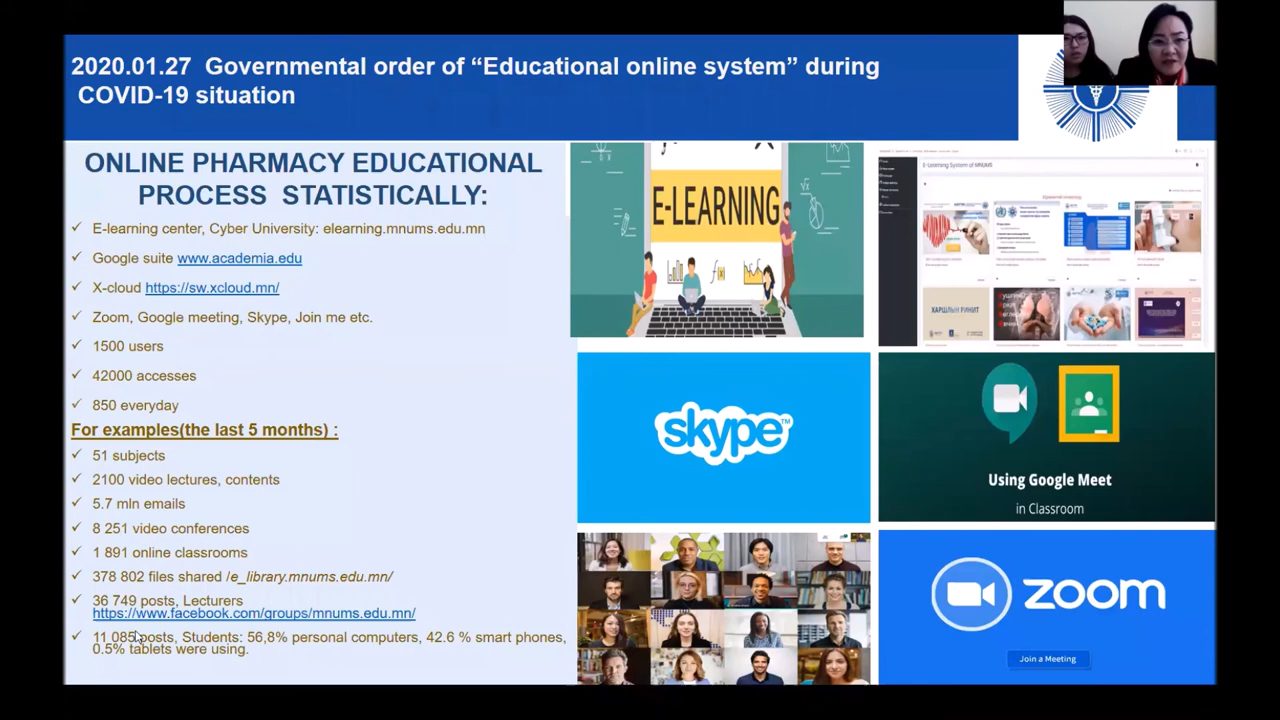 2020.01.27 Governmental order of “Educational online system” during
COVID-19 situation
ONLINE PHARMACY EDUCATIONAL
PROCESS STATISTICALLY:
✓ E-learning center, Cyber University: elearning.mnums.edu.mn
✓ Google suite www.academia.edu
✓ X-cloud https://sw.xcloud.mn/
✓ Zoom, Google meeting, Skype, Join me etc.
✓ 1500 users
✓ 42000 accesses
✓ 850 everyday
For examples(the last 5 months) :
✓ 51 subjects
✓ 2100 video lectures, contents
✓ 5.7 mln emails
✓ 8 251 video conferences
✓ 1 891 online classrooms
✓ 378 802 files shared /e_library.mnums.edu.mn/
✓ 36 749 posts, Lecturers
https://www.facebook.com/groups/mnums.edu.mn/
✓ 11 085 posts, Students: 56,8% personal computers, 42.6 % smart phones,
0.5% tablets were using.
E-LEARNING
f(x)
√x
E-Learning System of MNUMS
ХАРШЛЫН РИНИТ
skype™
Using Google Meet
in Classroom
zoom
Join a Meeting